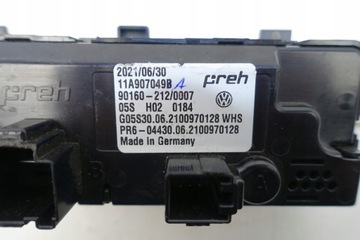 2021/06/30 preh
11A907049B A
90160-212/0007
05S H02 0184
G05S30.06.2100970128 WHS
PR6-04430.06.2100970128
Made in Germany
preh